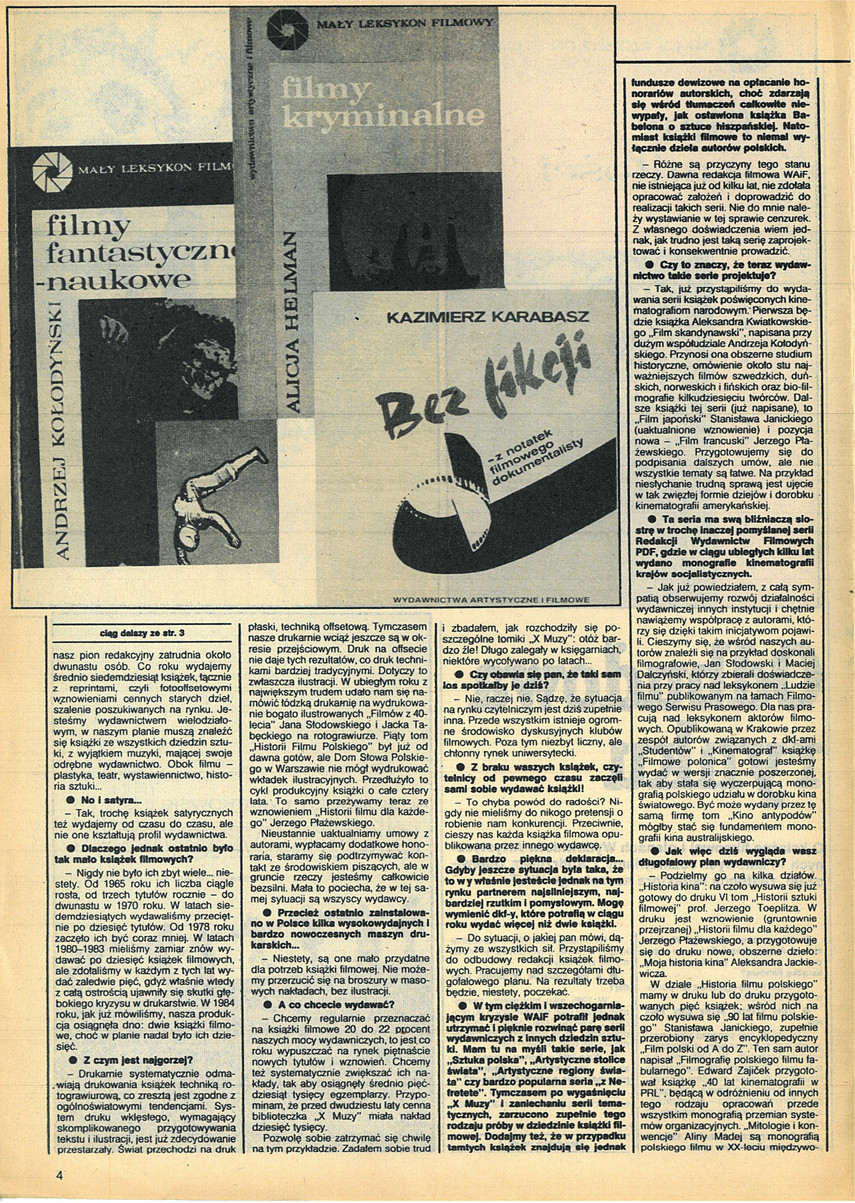 MAŁY LEKSYKON FILMOWY
wydawnictwa artystyczne i filmowe
filmy
kryminalne
ALICJA HELMAN
MAŁY LEKSYKON FILM
filmy
fantastyczn
-naukowe
ANDRZEJ KOŁODYŃSKI
KAZIMIERZ KARABASZ
Bez fikcji
– z notatek
filmowego
dokumentalisty
WYDAWNICTWA ARTYSTYCZNE I FILMOWE
ciąg dalszy ze str. 3
nasz pion redakcyjny zatrudnia około
dwunastu osób. Co roku wydajemy
średnio siedemdziesiąt książek, łącznie
z reprintami, czyli fotooffsetowymi
wznowieniami cennych starych dzieł,
szalenie poszukiwanych na rynku. Je-
steśmy wydawnictwem wielodziało-
wym, w naszym planie muszą znaleźć
się książki ze wszystkich dziedzin sztu-
ki, z wyjątkiem muzyki, mającej swoje
odrębne wydawnictwo. Obok filmu –
plastyka, teatr, wystawiennictwo, histo-
ria sztuki...
● No i satyra...
– Tak, trochę książek satyrycznych
też wydajemy od czasu do czasu, ale
nie one kształtują profil wydawnictwa.
● Dlaczego jednak ostatnio było
tak mało książek filmowych?
– Nigdy nie było ich zbyt wiele... nie-
stety. Od 1965 roku ich liczba ciągle
rosła, od trzech tytułów rocznie – do
dwunastu w 1970 roku. W latach sie-
demdziesiątych wydawaliśmy przecięt-
nie po dziesięć tytułów. Od 1978 roku
zaczęło ich być coraz mniej. W latach
1980–1983 mieliśmy zamiar znów wy-
dawać po dziesięć książek filmowych,
ale zdołaliśmy w każdym z tych lat wy-
dać zaledwie pięć, gdyż właśnie wtedy
z całą ostrością ujawniły się skutki głę-
bokiego kryzysu w drukarstwie. W 1984
roku, jak już mówiliśmy, nasza produk-
cja osiągnęła dno: dwie książki filmo-
we, choć w planie nadal było ich dzie-
sięć.
● Z czym jest najgorzej?
– Drukarnie systematycznie odma-
wiają drukowania książek techniką ro-
tograwiurową, co zresztą jest zgodne z
ogólnoświatowymi tendencjami. Sys-
tem druku wklęsłego, wymagający
skomplikowanego przygotowywania
tekstu i ilustracji, jest już zdecydowanie
przestarzały. Świat przechodzi na druk
płaski, techniką offsetową. Tymczasem
nasze drukarnie wciąż jeszcze są w ok-
resie przejściowym. Druk na offsecie
nie daje tych rezultatów, co druk techni-
kami bardziej tradycyjnymi. Dotyczy to
zwłaszcza ilustracji. W ubiegłym roku z
największym trudem udało nam się na-
mówić łódzką drukarnię na wydrukowa-
nie bogato ilustrowanych „Filmów z 40-
lecia” Jana Słodowskiego i Jacka Ta-
będzkiego na rotograwiurze. Piąty tom
„Historii Filmu Polskiego” był już od
dawna gotów, ale Dom Słowa Polskie-
go w Warszawie nie mógł wydrukować
wkładek ilustracyjnych. Przedłużyło to
cykl produkcyjny książki o całe cztery
lata. To samo przeżywamy teraz ze
wznowieniem „Historii filmu dla każde-
go” Jerzego Płażewskiego.
Nieustannie uaktualniamy umowy z
autorami, wypłacamy dodatkowe hono-
raria, staramy się podtrzymywać kon-
takt ze środowiskiem piszących, ale w
gruncie rzeczy jesteśmy całkowicie
bezsilni. Mała to pociecha, że w tej sa-
mej sytuacji są wszyscy wydawcy.
● Przecież ostatnio zainstalowa-
no w Polsce kilka wysokowydajnych i
bardzo nowoczesnych maszyn dru-
karskich...
– Niestety, są one mało przydatne
dla potrzeb książki filmowej. Nie może-
my przerzucić się na broszury w maso-
wych nakładach, bez ilustracji.
● A co chcecie wydawać?
– Chcemy regularnie przeznaczać
na książki filmowe 20 do 22 procent
naszych mocy wydawniczych, to jest co
roku wypuszczać na rynek piętnaście
nowych tytułów i wznowień. Chcemy
też systematycznie zwiększać ich na-
kłady, tak aby osiągnęły średnio pięć-
dziesiąt tysięcy egzemplarzy. Przypo-
minam, że przed dwudziestu laty cenna
biblioteczka „X Muzy” miała nakład
dziesięć tysięcy.
Pozwolę sobie zatrzymać się chwilę
na tym przykładzie. Zadałem sobie trud
i zbadałem, jak rozchodziły się po-
szczególne tomiki „X Muzy”: otóż bar-
dzo źle! Długo zalegały w księgarniach,
niektóre wycofywano po latach...
● Czy obawia się pan, że taki sam
los spotkałby je dziś?
– Nie, raczej nie. Sądzę, że sytuacja
na rynku czytelniczym jest dziś zupełnie
inna. Przede wszystkim istnieje ogrom-
ne środowisko dyskusyjnych klubów
filmowych. Poza tym niezbyt liczny, ale
chłonny rynek uniwersytecki.
● Z braku waszych książek, czy-
telnicy od pewnego czasu zaczęli
sami sobie wydawać książki!
– To chyba powód do radości! Ni-
gdy nie mieliśmy do nikogo pretensji o
robienie nam konkurencji. Przeciwnie,
cieszy nas każda książka filmowa opu-
blikowana przez innego wydawcę.
● Bardzo piękna deklaracja...
Gdyby jeszcze sytuacja była taka, że
to wy właśnie jesteście jednak na tym
rynku partnerem najsilniejszym, naj-
bardziej rzutkim i pomysłowym. Mogę
wymienić dkf-y, które potrafią w ciągu
roku wydać więcej niż dwie książki.
– Do sytuacji, o jakiej pan mówi, dą-
żymy ze wszystkich sił. Przystąpiliśmy
do odbudowy redakcji książek filmo-
wych. Pracujemy nad szczegółami dłu-
gofalowego planu. Na rezultaty trzeba
będzie, niestety, poczekać.
● W tym ciężkim i wszechogarnia-
jącym kryzysie WAiF potrafił jednak
utrzymać i pięknie rozwinąć parę serii
wydawniczych z innych dziedzin sztu-
ki. Mam tu na myśli takie serie, jak
„Sztuka polska”, „Artystyczne stolice
świata”, „Artystyczne regiony świa-
ta” czy bardzo popularna seria „z Ne-
fretete”. Tymczasem po wygaśnięciu
„X Muzy” i zaniechaniu serii tema-
tycznych, zarzucono zupełnie tego
rodzaju próby w dziedzinie książki fil-
mowej. Dodajmy też, że w przypadku
tamtych książek znajdują się jednak
fundusze dewizowe na opłacanie ho-
norariów autorskich, choć zdarzają
się wśród tłumaczeń całkowite nie-
wypały, jak osławiona książka Ba-
belona o sztuce hiszpańskiej. Nato-
miast książki filmowe to niemal wy-
łącznie dzieła autorów polskich.
– Różne są przyczyny tego stanu
rzeczy. Dawna redakcja filmowa WAiF,
nie istniejąca już od kilku lat, nie zdołała
opracować założeń i doprowadzić do
realizacji takich serii. Nie do mnie nale-
ży wystawianie w tej sprawie cenzurek.
Z własnego doświadczenia wiem jed-
nak, jak trudno jest taką serię zaprojek-
tować i konsekwentnie prowadzić.
● Czy to znaczy, że teraz wydaw-
nictwo takie serie projektuje?
– Tak, już przystąpiliśmy do wyda-
wania serii książek poświęconych kine-
matografiom narodowym. Pierwsza bę-
dzie książka Aleksandra Kwiatkowskie-
go „Film skandynawski”, napisana przy
dużym współudziale Andrzeja Kołodyń-
skiego. Przynosi ona obszerne studium
historyczne, omówienie około stu naj-
ważniejszych filmów szwedzkich, duń-
skich, norweskich i fińskich oraz bio-fil-
mografie kilkudziesięciu twórców. Dal-
sze książki tej serii (już napisane), to
„Film japoński” Stanisława Janickiego
(uaktualnione wznowienie) i pozycja
nowa – „Film francuski” Jerzego Pła-
żewskiego. Przygotowujemy się do
podpisania dalszych umów, ale nie
wszystkie tematy są łatwe. Na przykład
niesłychanie trudną sprawą jest ujęcie
w tak zwięzłej formie dziejów i dorobku
kinematografii amerykańskiej.
● Ta seria ma swą bliźniaczą sio-
strę w trochę inaczej pomyślanej serii
Redakcji Wydawnictw Filmowych
PDF, gdzie w ciągu ubiegłych kilku lat
wydano monografie kinematografii
krajów socjalistycznych.
– Jak już powiedziałem, z całą sym-
patią obserwujemy rozwój działalności
wydawniczej innych instytucji i chętnie
nawiążemy współpracę z autorami, któ-
rzy się dzięki takim inicjatywom pojawi-
li. Cieszymy się, że wśród naszych au-
torów znaleźli się na przykład doskonali
filmografowie, Jan Słodowski i Maciej
Dalczyński, którzy zbierali doświadcze-
nia przy pracy nad leksykonem „Ludzie
filmu” publikowanym na łamach Filmo-
wego Serwisu Prasowego. Dla nas pra-
cują nad leksykonem aktorów filmo-
wych. Opublikowaną w Krakowie przez
zespół autorów związanych z dkf-ami
„Studentów” i „Kinematograf” książkę
„Filmowe polonica” gotowi jesteśmy
wydać w wersji znacznie poszerzonej,
tak aby stała się wyczerpującą mono-
grafią polskiego udziału w dorobku kina
światowego. Być może wydany przez tę
samą firmę tom „Kino antypodów”
mógłby stać się fundamentem mono-
grafii kina australijskiego.
● Jak więc dziś wygląda wasz
długofalowy plan wydawniczy?
– Podzielmy go na kilka działów.
„Historia kina”: na czoło wysuwa się już
gotowy do druku VI tom „Historii sztuki
filmowej” prof. Jerzego Toeplitza. W
druku jest wznowienie (gruntownie
przejrzanej) „Historii filmu dla każdego”
Jerzego Płażewskiego, a przygotowuje
się do druku nowe, obszerne dzieło:
„Moja historia kina” Aleksandra Jackie-
wicza.
W dziale „Historia filmu polskiego”
mamy w druku lub do druku przygoto-
wanych pięć książek; wśród nich na
czoło wysuwa się „90 lat filmu polskie-
go” Stanisława Janickiego, zupełnie
przerobiony zarys encyklopedyczny
„Film polski od A do Z”. Ten sam autor
napisał „Filmografię polskiego filmu fa-
bularnego”. Edward Zajiček przygoto-
wał książkę „40 lat kinematografii w
PRL”, będącą w odróżnieniu od innych
tego rodzaju opracowań przede
wszystkim monografią przemian syste-
mów organizacyjnych. „Mitologie i kon-
wencje” Aliny Madej są monografią
polskiego filmu w XX-leciu międzywo-
4